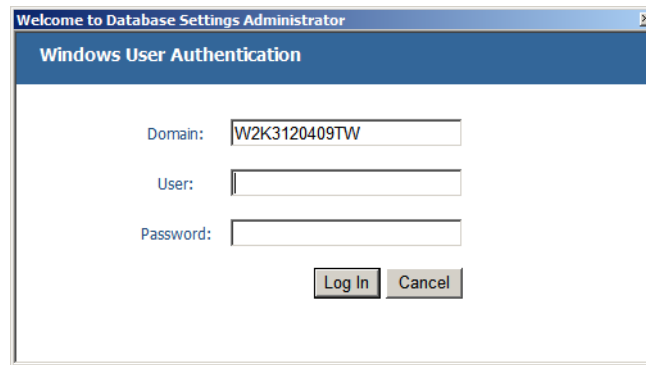 Welcome to Database Settings Administrator
Windows User Authentication
Domain: W2K3120409TW
User:
Password:
Log In Cancel